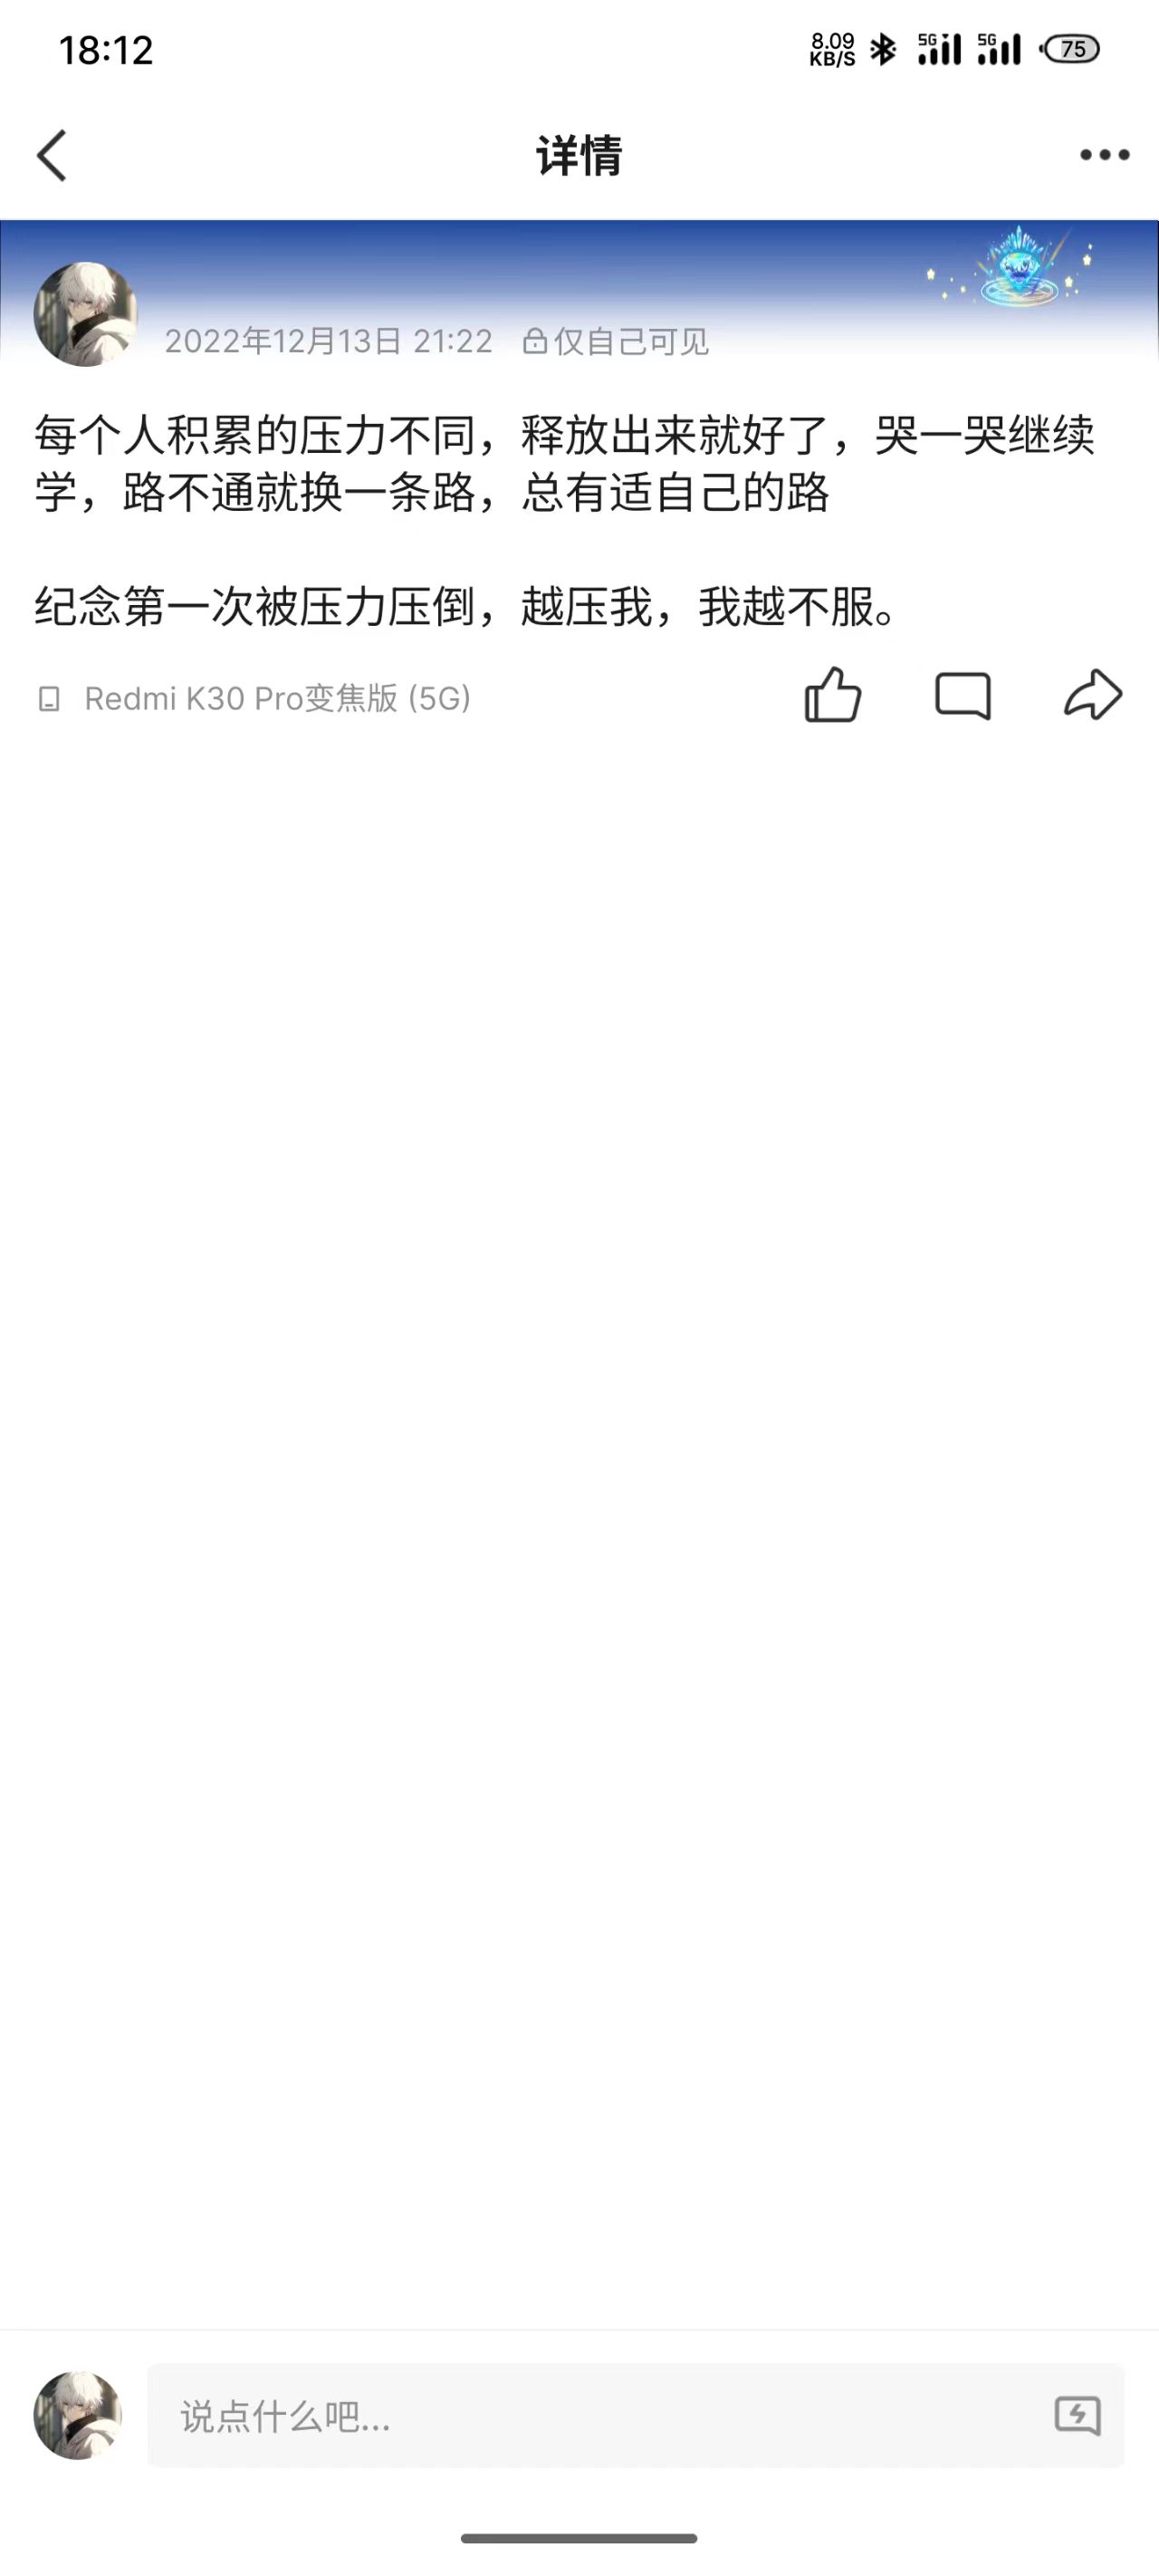 18:12
8.09
KB/S
5G
5G
75
详情
2022年12月13日 21:22 仅自己可见
每个人积累的压力不同，释放出来就好了，哭一哭继续
学，路不通就换一条路，总有适自己的路
纪念第一次被压力压倒，越压我，我越不服。
Redmi K30 Pro变焦版 (5G)
说点什么吧...